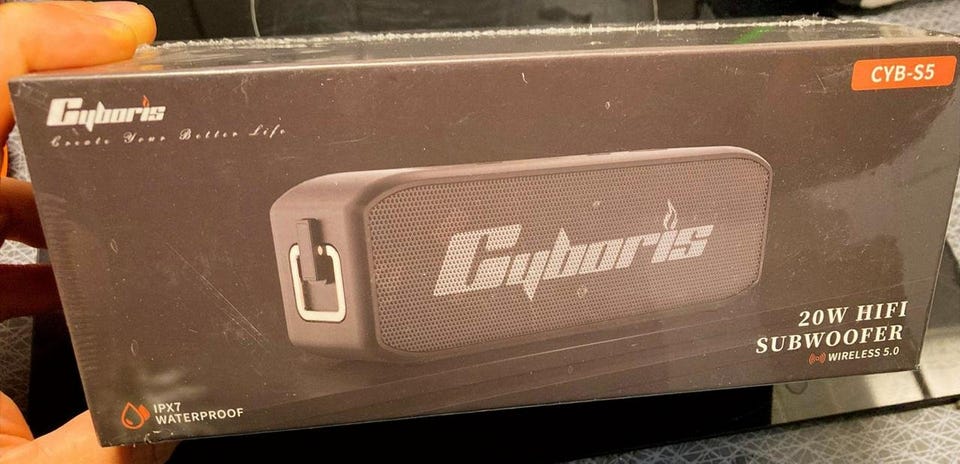 Cyboris
Create Your Better Life
CYB-S5
Cyboris
20W HIFI
SUBWOOFER
WIRELESS 5.0
IPX7
WATERPROOF